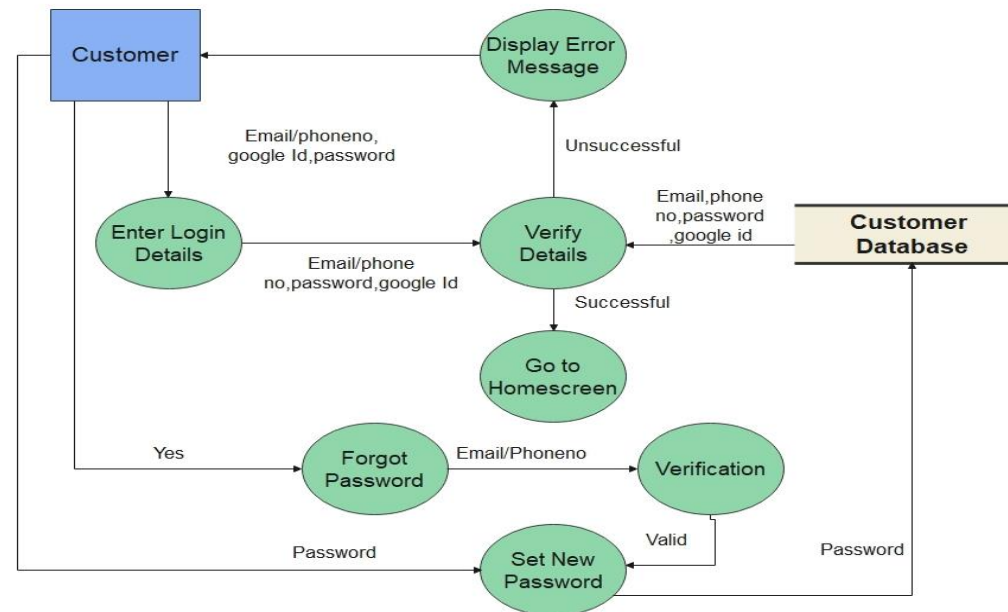 Customer
Display Error
Message
Email/phoneno,
google Id,password
Unsuccessful
Enter Login
Details
Email/phone
no,password,google Id
Verify
Details
Email,phone
no,password
,google id
Customer
Database
Successful
Go to
Homescreen
Yes
Forgot
Password
Email/Phoneno
Verification
Valid
Password
Set New
Password
Password